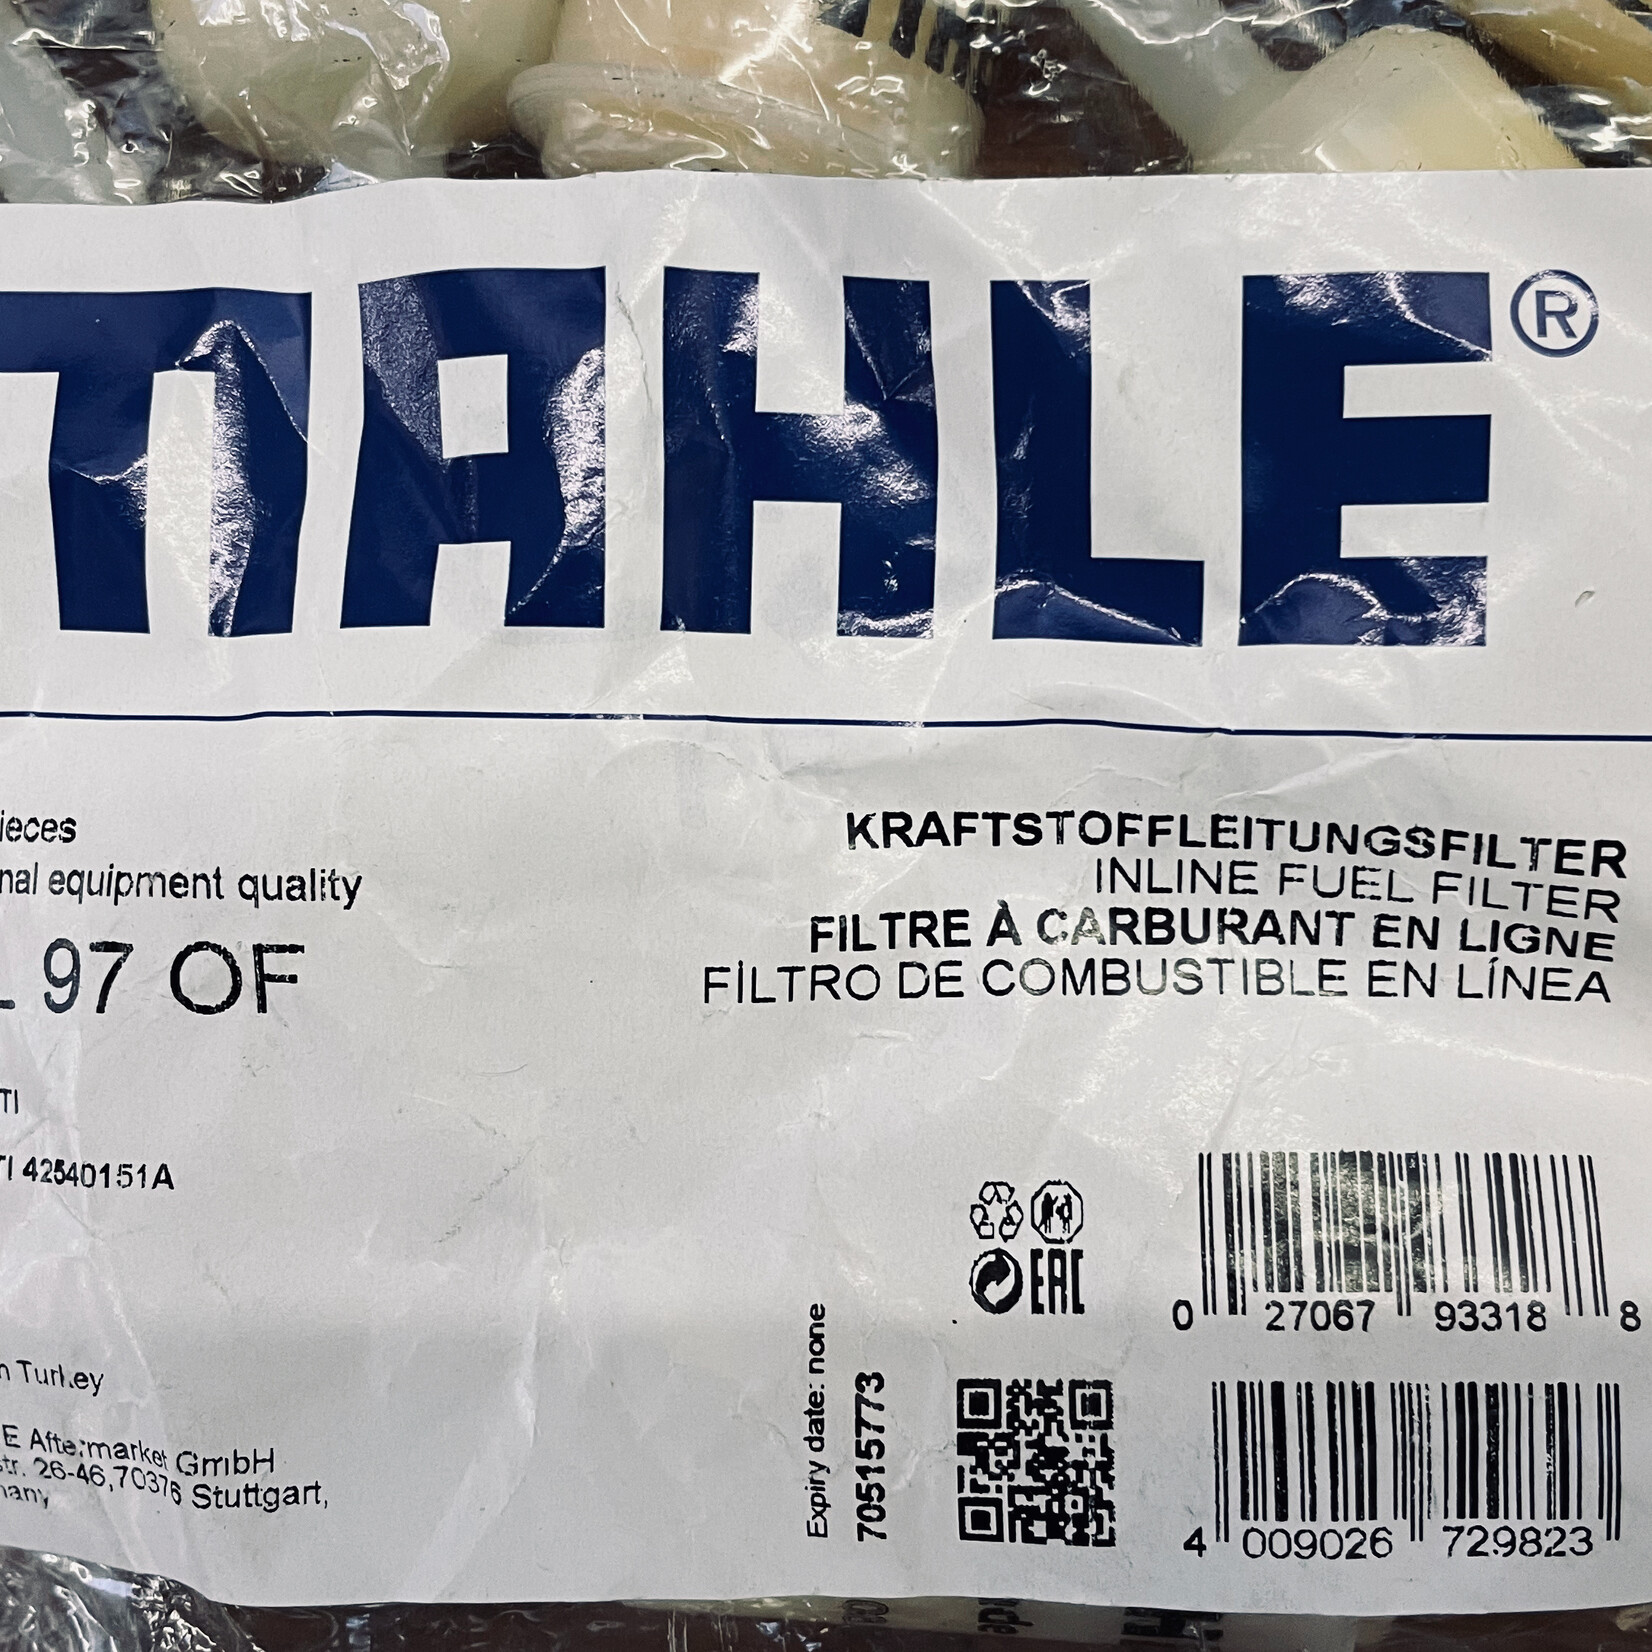 MAHLE®
ieces
nal equipment quality
97 OF
KRAFTSTOFFLEITUNGSFILTER
INLINE FUEL FILTER
FILTRE À CARBURANT EN LIGNE
FILTRO DE COMBUSTIBLE EN LÍNEA
TI
TI 42540151A
EAC
0 27067 93318 8
n Turkey
E Aftermarket GmbH
str. 26-46,70376 Stuttgart,
many
Expiry date: none
70515773
4 009026 729823